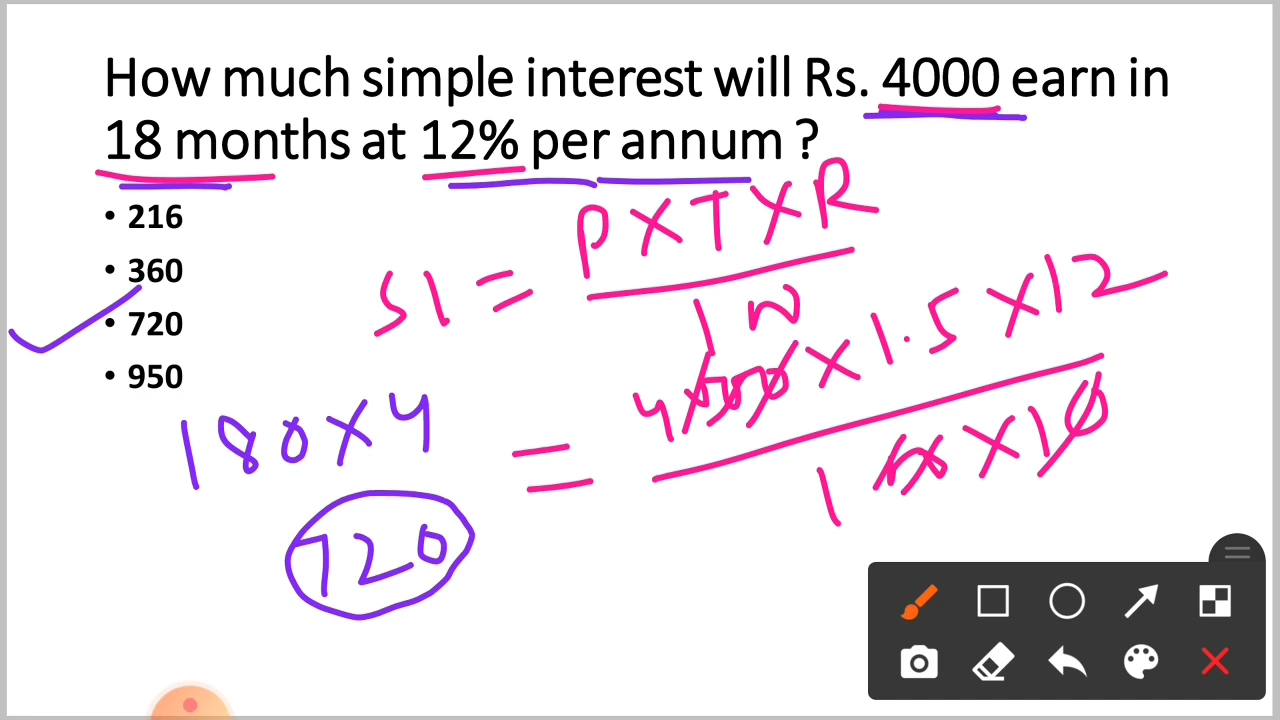 How much simple interest will Rs. 4000 earn in
18 months at 12% per annum ?
• 216
• 360
• 720
• 950
SI = P X T X R
4000 X 1.5 X 12
= 100 X 10
180 X 4
720